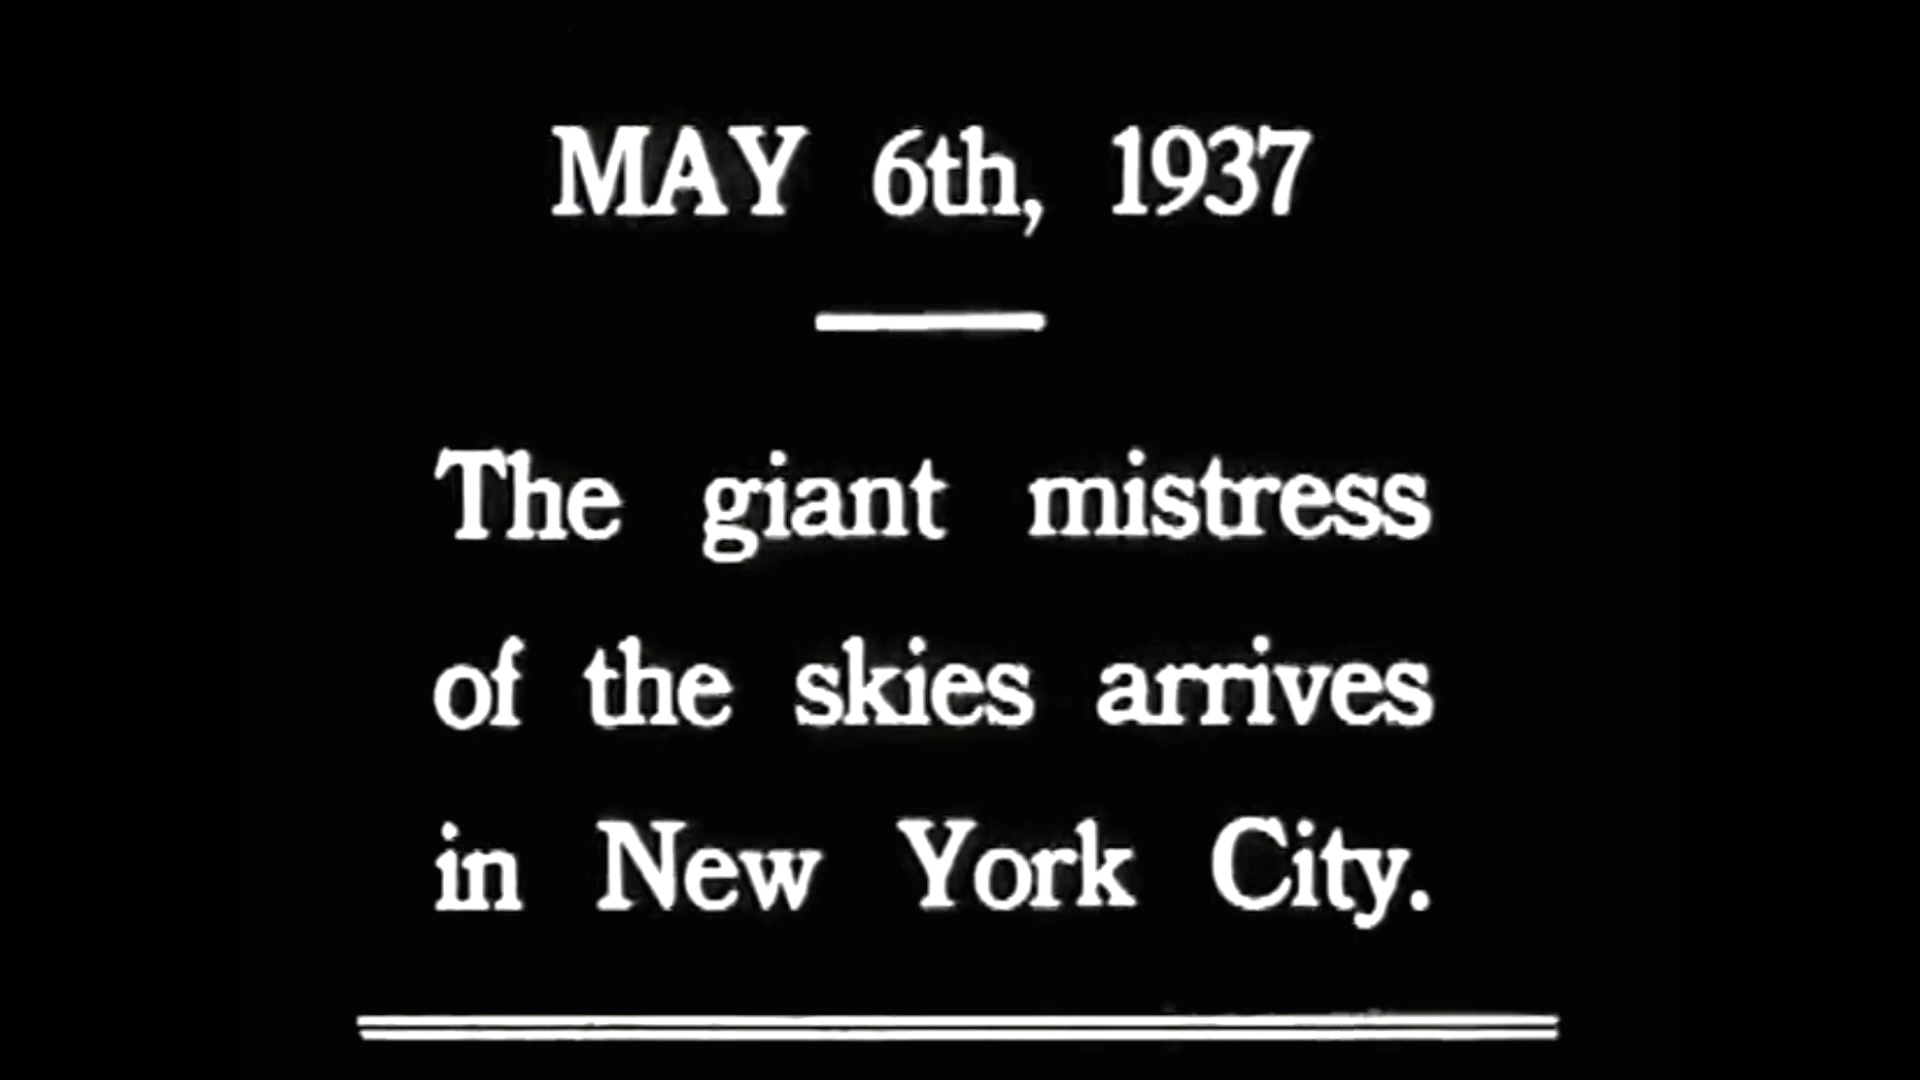 MAY 6th, 1937
The giant mistress
of the skies arrives
in New York City.